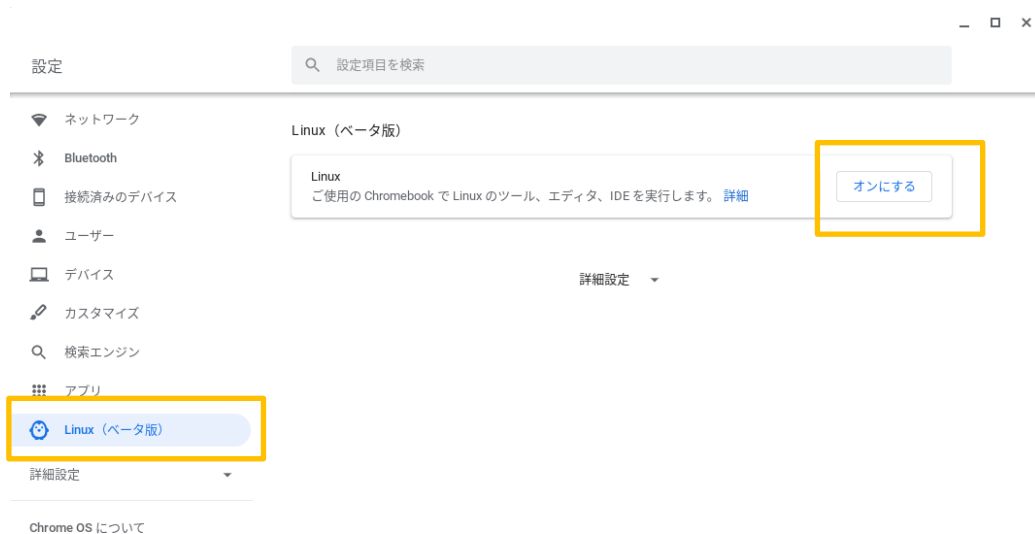 設定
設定項目を検索
ネットワーク
Bluetooth
接続済みのデバイス
ユーザー
デバイス
カスタマイズ
検索エンジン
アプリ
Linux（ベータ版）
詳細設定
Chrome OS について
Linux（ベータ版）
Linux
ご使用の Chromebook で Linux のツール、エディタ、IDE を実行します。 詳細
オンにする
詳細設定